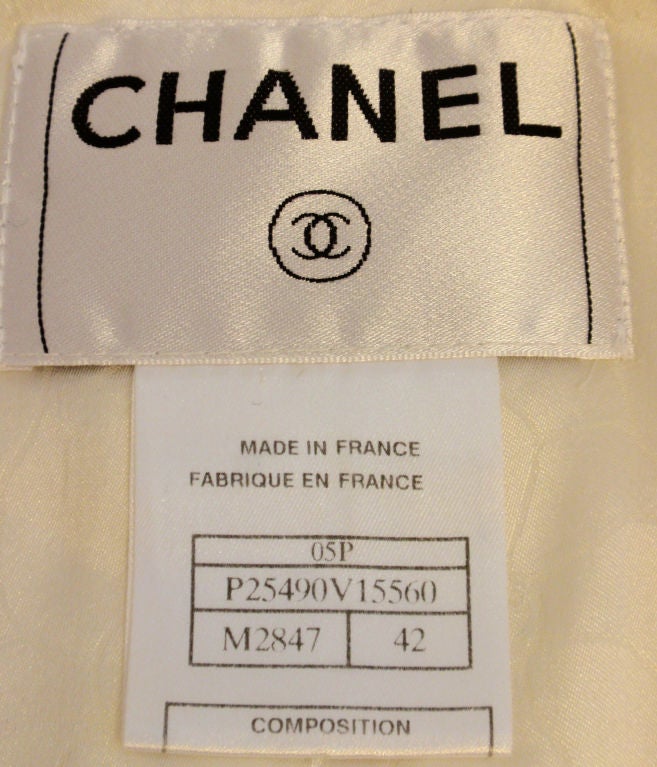 CHANEL
MADE IN FRANCE
FABRIQUE EN FRANCE
05P
P25490V15560
M2847 42
COMPOSITION